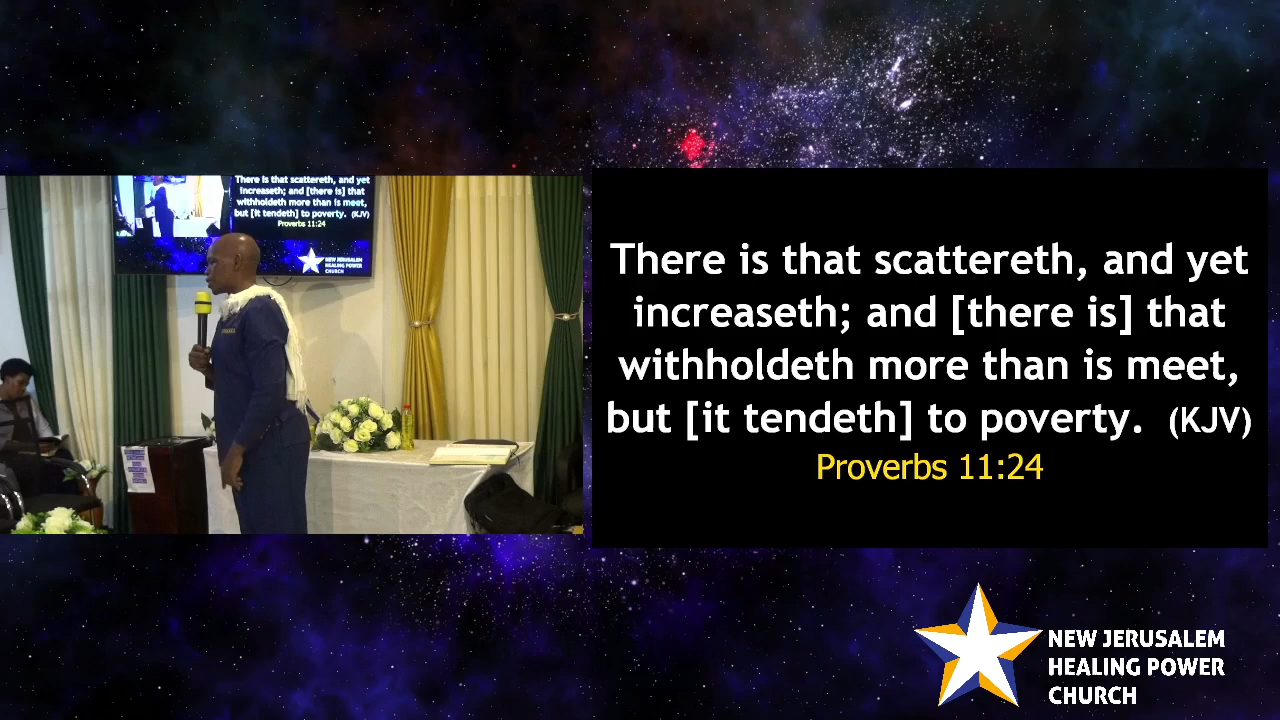 There is that scattereth, and yet
increaseth; and [there is] that
withholdeth more than is meet,
but [it tendeth] to poverty. (KJV)
Proverbs 11:24
NEW JERUSALEM
HEALING POWER
CHURCH
There is that scattereth, and yet
increaseth; and [there is] that
withholdeth more than is meet,
but [it tendeth] to poverty. (KJV)
Proverbs 11:24
NEW JERUSALEM
HEALING POWER
CHURCH